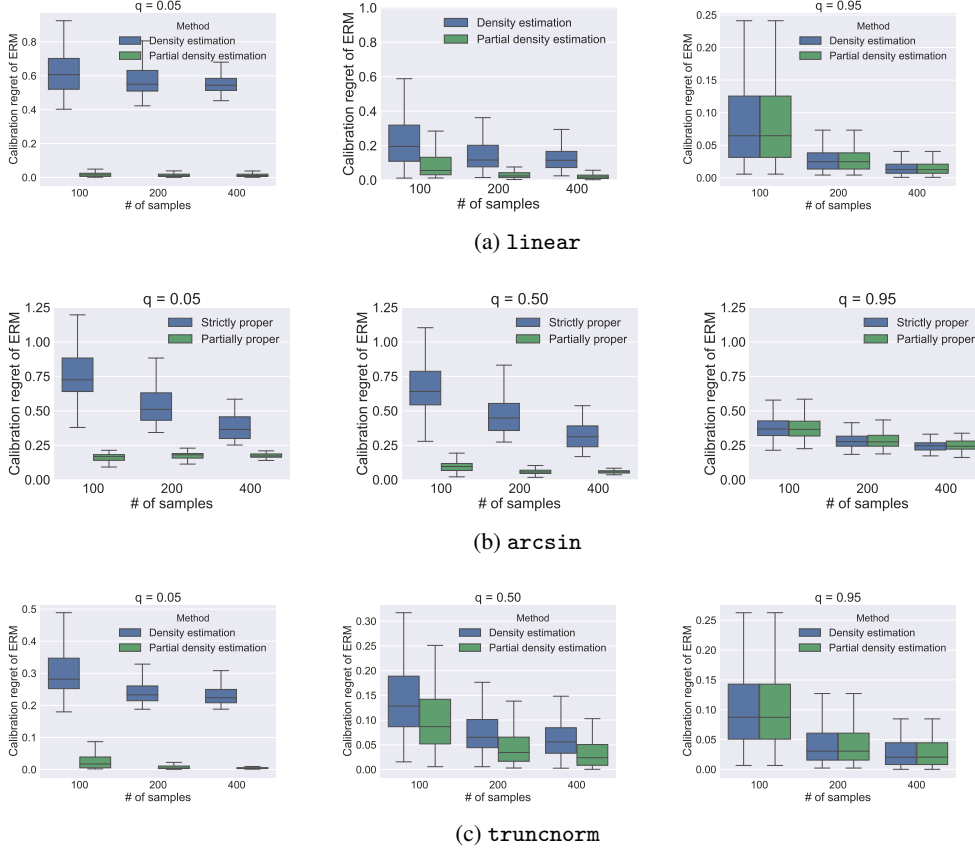 q = 0.05
Calibration regret of ERM
0.8
0.6
0.4
0.2
0.0
Method
Density estimation
Partial density estimation
100
200
400
# of samples
Calibration regret of ERM
1.0
0.8
0.6
0.4
0.2
0.0
Density estimation
Partial density estimation
100
200
400
# of samples
q = 0.95
Calibration regret of ERM
0.25
0.20
0.15
0.10
0.05
0.00
Method
Density estimation
Partial density estimation
100
200
400
# of samples
(a) linear
q = 0.05
Calibration regret of ERM
1.25
1.00
0.75
0.50
0.25
0.00
Strictly proper
Partially proper
100
200
400
# of samples
q = 0.50
Calibration regret of ERM
1.25
1.00
0.75
0.50
0.25
0.00
Strictly proper
Partially proper
100
200
400
# of samples
q = 0.95
Calibration regret of ERM
1.25
1.00
0.75
0.50
0.25
0.00
Strictly proper
Partially proper
100
200
400
# of samples
(b) arcsin
q = 0.05
Calibration regret of ERM
0.5
0.4
0.3
0.2
0.1
0.0
Method
Density estimation
Partial density estimation
100
200
400
# of samples
q = 0.50
Calibration regret of ERM
0.30
0.25
0.20
0.15
0.10
0.05
0.00
Method
Density estimation
Partial density estimation
100
200
400
# of samples
q = 0.95
Calibration regret of ERM
0.25
0.20
0.15
0.10
0.05
0.00
Method
Density estimation
Partial density estimation
100
200
400
# of samples
(c) truncnorm